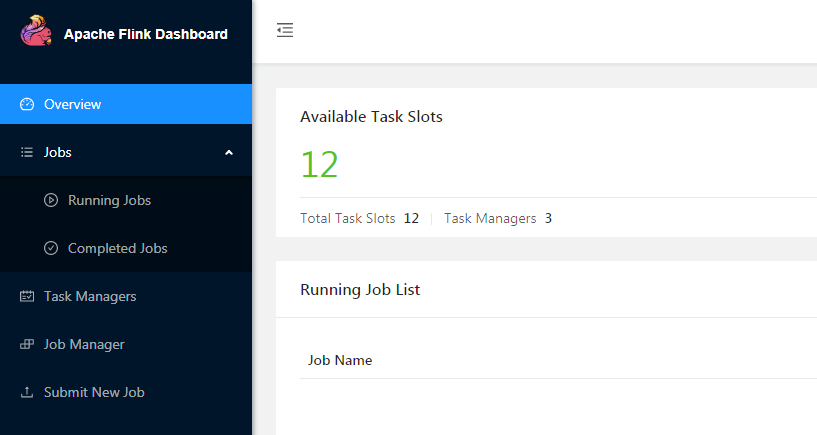 Apache Flink Dashboard
Overview
Jobs
Running Jobs
Completed Jobs
Task Managers
Job Manager
Submit New Job
Available Task Slots
12
Total Task Slots 12 Task Managers 3
Running Job List
Job Name